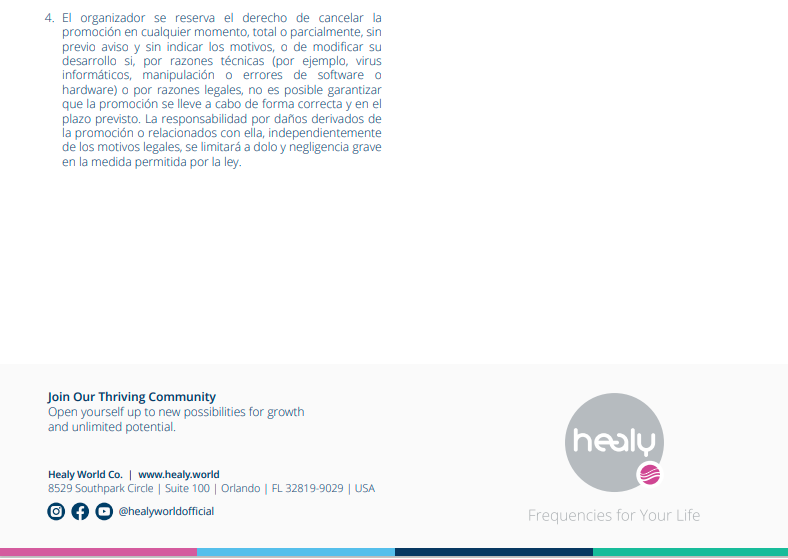 4. El organizador se reserva el derecho de cancelar la
promoción en cualquier momento, total o parcialmente, sin
previo aviso y sin indicar los motivos, o de modificar su
desarrollo si, por razones técnicas (por ejemplo, virus
informáticos, manipulación o errores de software o
hardware) o por razones legales, no es posible garantizar
que la promoción se lleve a cabo de forma correcta y en el
plazo previsto. La responsabilidad por daños derivados de
la promoción o relacionados con ella, independientemente
de los motivos legales, se limitará a dolo y negligencia grave
en la medida permitida por la ley.
Join Our Thriving Community
Open yourself up to new possibilities for growth
and unlimited potential.
Healy World Co. | www.healy.world
8529 Southpark Circle | Suite 100 | Orlando | FL 32819-9029 | USA
@healyworldofficial
healy
Frequencies for Your Life